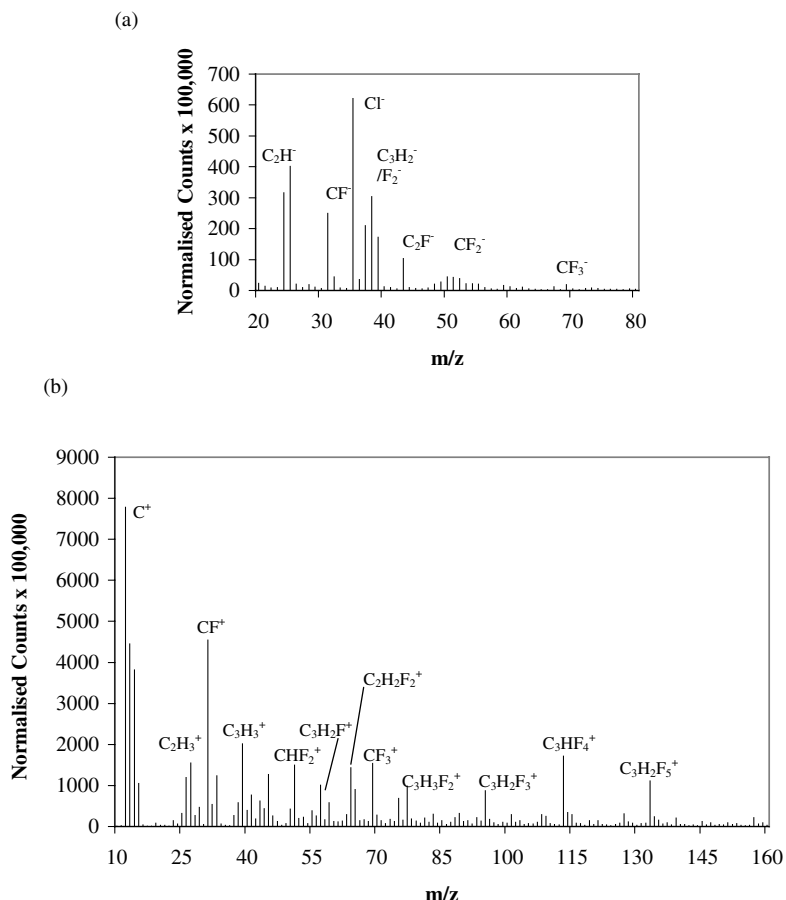 (a)
Normalised Counts x 100,000
700
600
500
400
300
200
100
0
C₂H⁻
CF⁻
Cl⁻
C₃H₂⁻
/F₂⁻
C₂F⁻
CF₂⁻
CF₃⁻
20 30 40 50 60 70 80
m/z
(b)
Normalised Counts x 100,000
9000
8000
7000
6000
5000
4000
3000
2000
1000
0
C⁺
CF⁺
C₂H₂F₂⁺
C₂H₃⁺
C₃H₃⁺
C₃H₂F⁺
CHF₂⁺
CF₃⁺
C₃H₃F₂⁺
C₃H₂F₃⁺
C₃HF₄⁺
C₃H₂F₅⁺
10 25 40 55 70 85 100 115 130 145 160
m/z